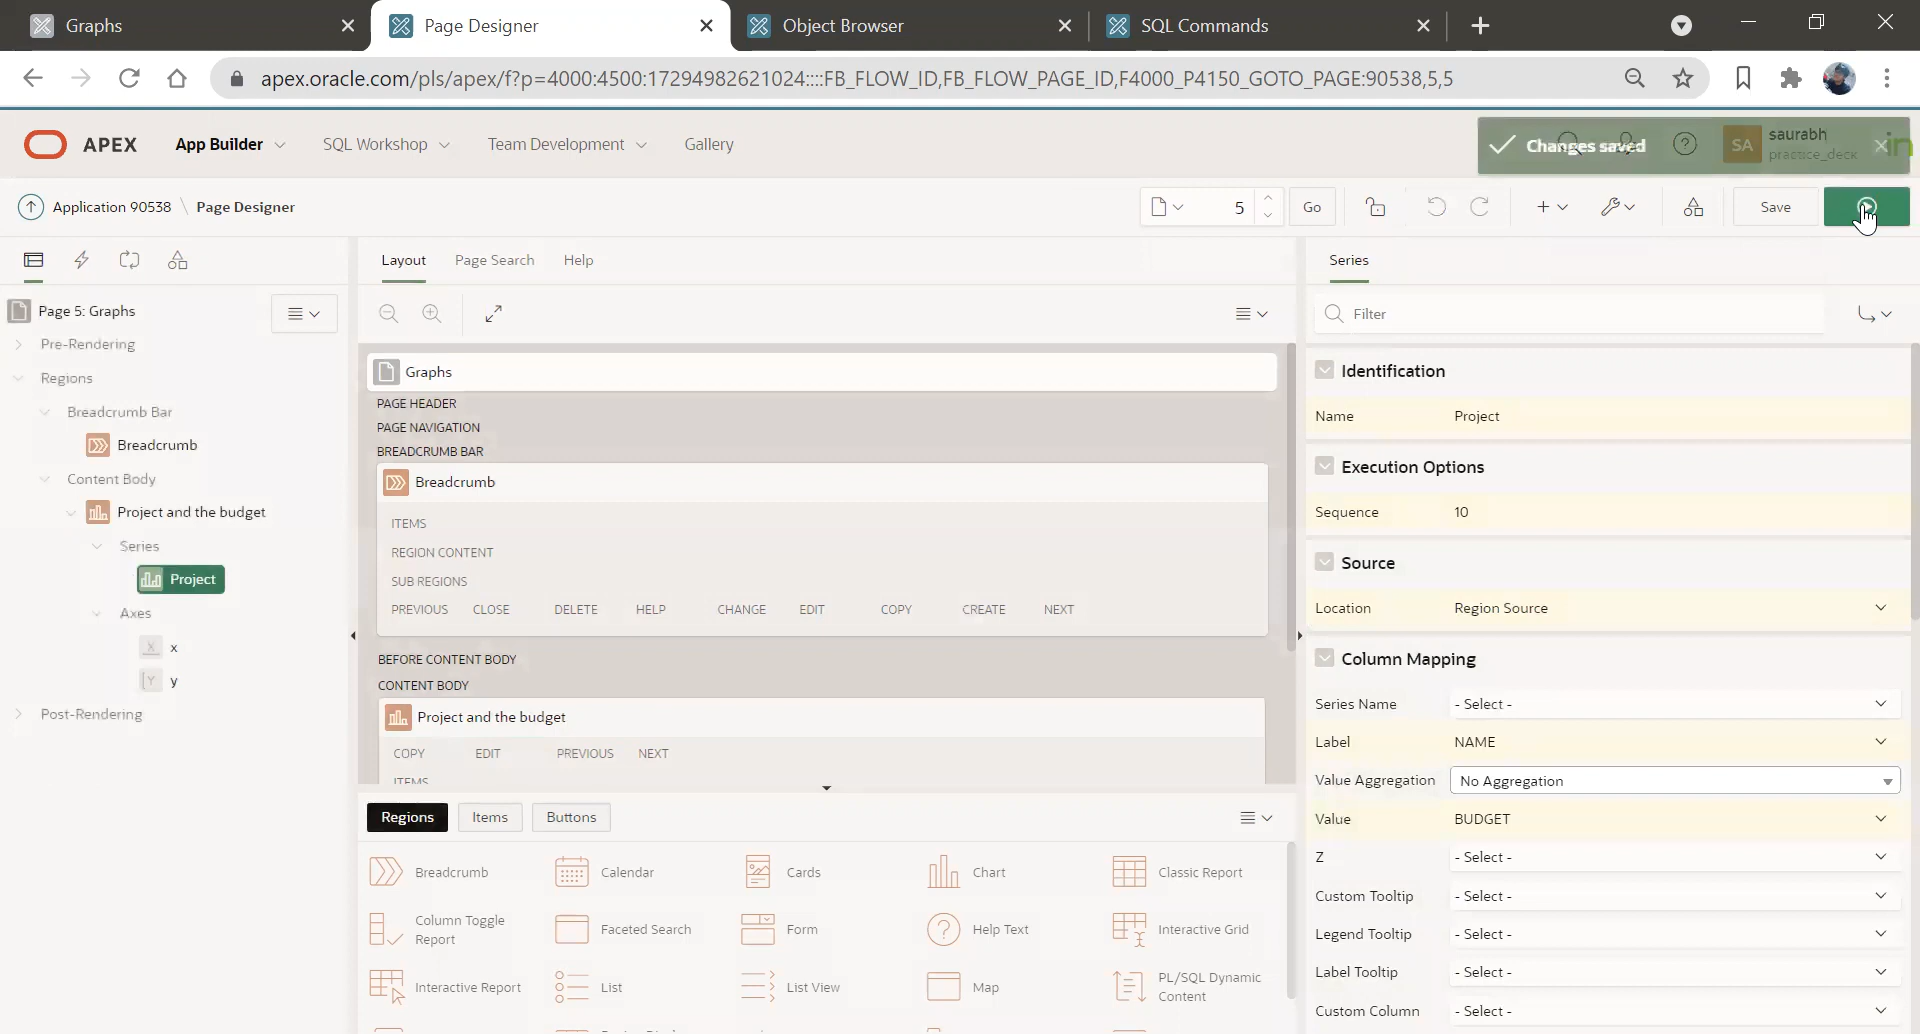 Graphs
Page Designer
Object Browser
SQL Commands
apex.oracle.com/pls/apex/f?p=4000:4500:17294982621024::::FB_FLOW_ID,FB_FLOW_PAGE_ID,F4000_P4150_GOTO_PAGE:90538,5,5
APEX
App Builder
SQL Workshop
Team Development
Gallery
Changes saved
SA
saurabh
practice_deck
in
Application 90538 \ Page Designer
5
Go
Save
Layout
Page Search
Help
Series
Page 5: Graphs
Pre-Rendering
Regions
Breadcrumb Bar
Breadcrumb
Content Body
Project and the budget
Series
Project
Axes
X x
Y y
Post-Rendering
Graphs
PAGE HEADER
PAGE NAVIGATION
BREADCRUMB BAR
Breadcrumb
ITEMS
REGION CONTENT
SUB REGIONS
PREVIOUS CLOSE DELETE HELP CHANGE EDIT COPY CREATE NEXT
BEFORE CONTENT BODY
CONTENT BODY
Project and the budget
COPY EDIT PREVIOUS NEXT
ITEMS
Regions Items Buttons
Breadcrumb Calendar Cards Chart Classic Report
Column Toggle Report Faceted Search Form Help Text Interactive Grid
Interactive Report List List View Map PL/SQL Dynamic Content
Filter
Identification
Name Project
Execution Options
Sequence 10
Source
Location Region Source
Column Mapping
Series Name - Select -
Label NAME
Value Aggregation No Aggregation
Value BUDGET
Z - Select -
Custom Tooltip - Select -
Legend Tooltip - Select -
Label Tooltip - Select -
Custom Column - Select -